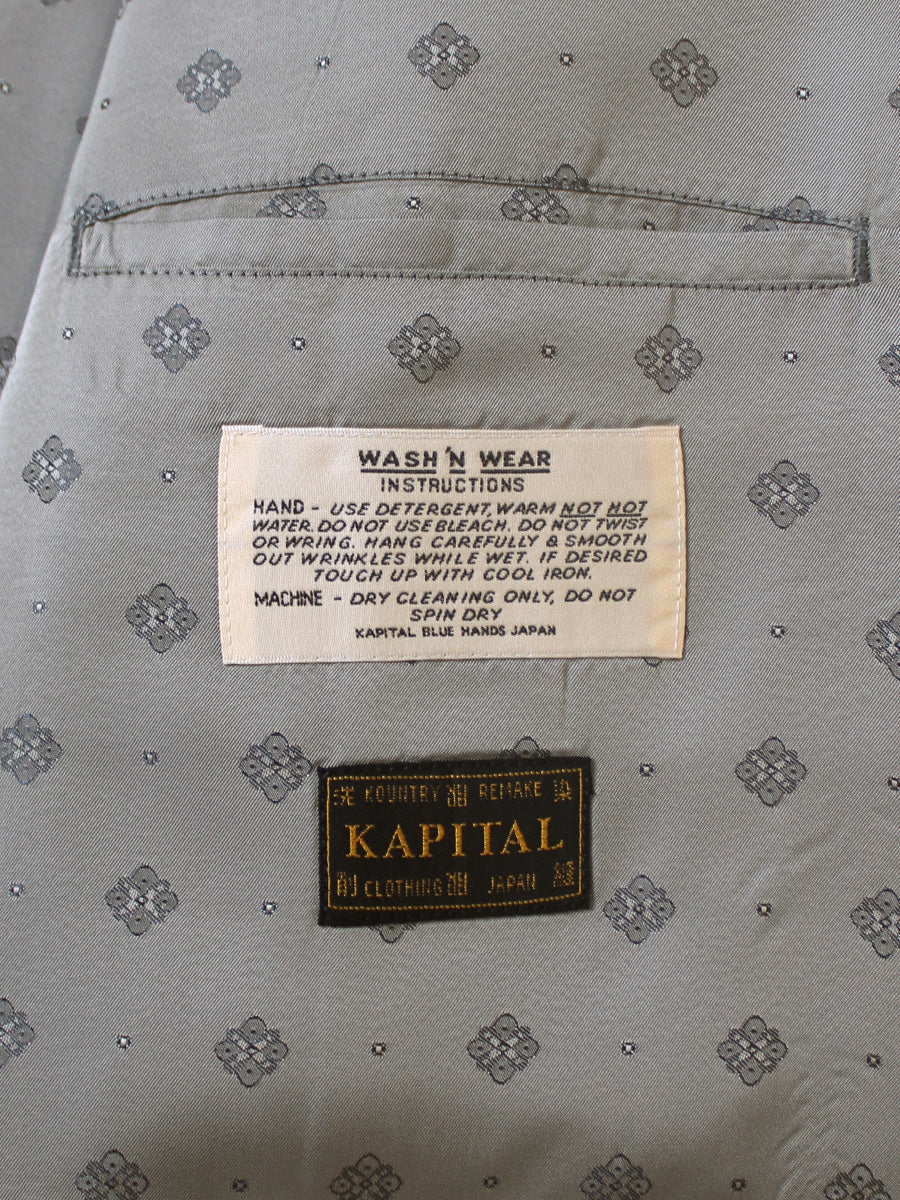 WASH 'N WEAR
INSTRUCTIONS
HAND - USE DETERGENT, WARM NOT HOT
WATER. DO NOT USE BLEACH. DO NOT TWIST
OR WRING. HANG CAREFULLY & SMOOTH
OUT WRINKLES WHILE WET. IF DESIRED
TOUCH UP WITH COOL IRON.
MACHINE - DRY CLEANING ONLY, DO NOT
SPIN DRY
KAPITAL BLUE HANDS JAPAN
KOUNTRY REMAKE 染
KAPITAL
CLOTHING JAPAN